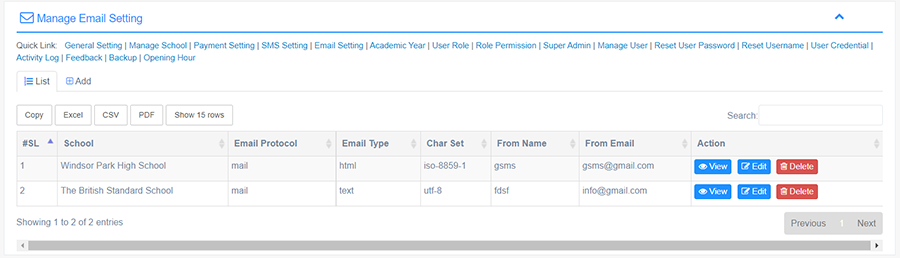 Manage Email Setting
Quick Link: General Setting | Manage School | Payment Setting | SMS Setting | Email Setting | Academic Year | User Role | Role Permission | Super Admin | Manage User | Reset User Password | Reset Username | User Credential |
Activity Log | Feedback | Backup | Opening Hour
List Add
Copy Excel CSV PDF Show 15 rows Search:
#SL School Email Protocol Email Type Char Set From Name From Email Action
1 Windsor Park High School mail html iso-8859-1 gsms gsms@gmail.com View Edit Delete
2 The British Standard School mail text utf-8 fdsf info@gmail.com View Edit Delete
Showing 1 to 2 of 2 entries Previous 1 Next